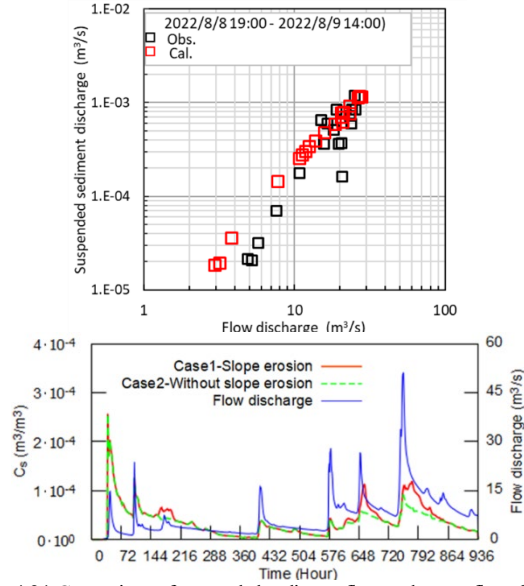 1.E-02
2022/8/8 19:00 - 2022/8/9 14:00)
Obs.
Cal.
1.E-03
1.E-04
1.E-05
Suspended sediment discharge (m³/s)
1 10 100
Flow discharge (m³/s)
4·10⁻⁴
3·10⁻⁴
2·10⁻⁴
1·10⁻⁴
0·10⁰
Cs (m³/m³)
Case1-Slope erosion
Case2-Without slope erosion
Flow discharge
60
45
30
15
0
Flow discharge (m³/s)
0 72 144 216 288 360 432 504 576 648 720 792 864 936
Time (Hour)